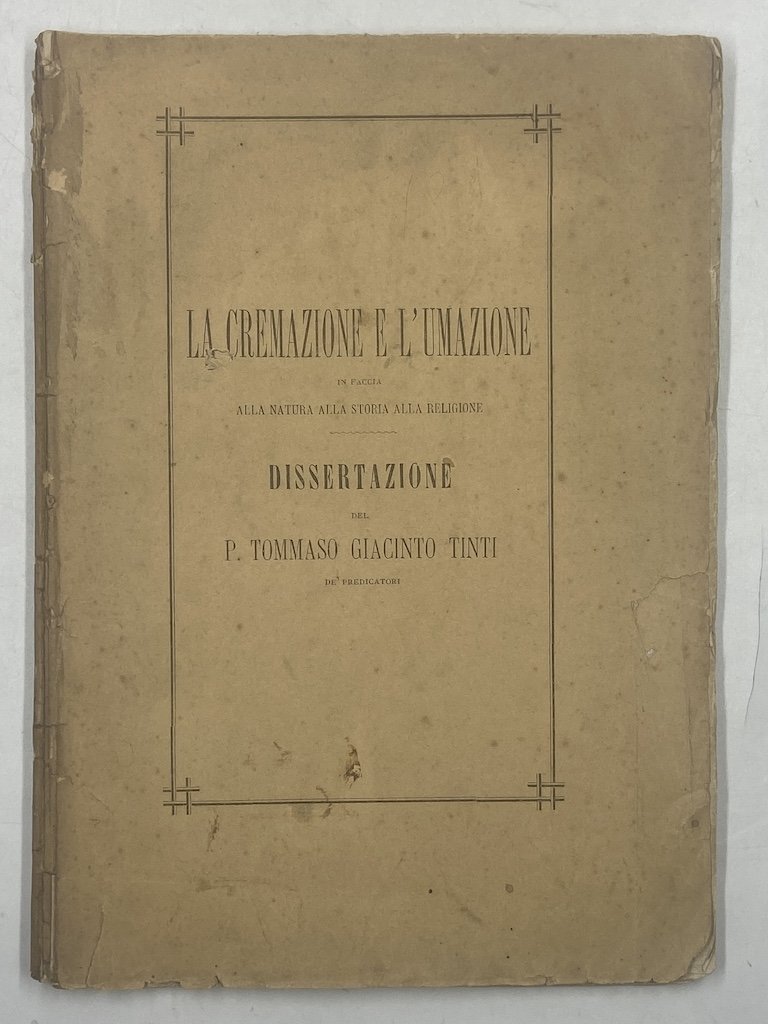 LA CREMAZIONE E L'UMAZIONE
IN FACCIA
ALLA NATURA ALLA STORIA ALLA RELIGIONE
DISSERTAZIONE
DEL
P. TOMMASO GIACINTO TINTI
DE' PREDICATORI